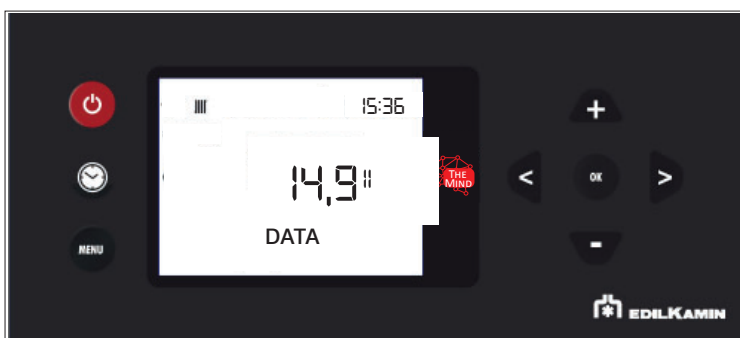 15:36
THE
MIND
14,9"
< OK >
DATA
MENU
+
-
EDILKAMIN